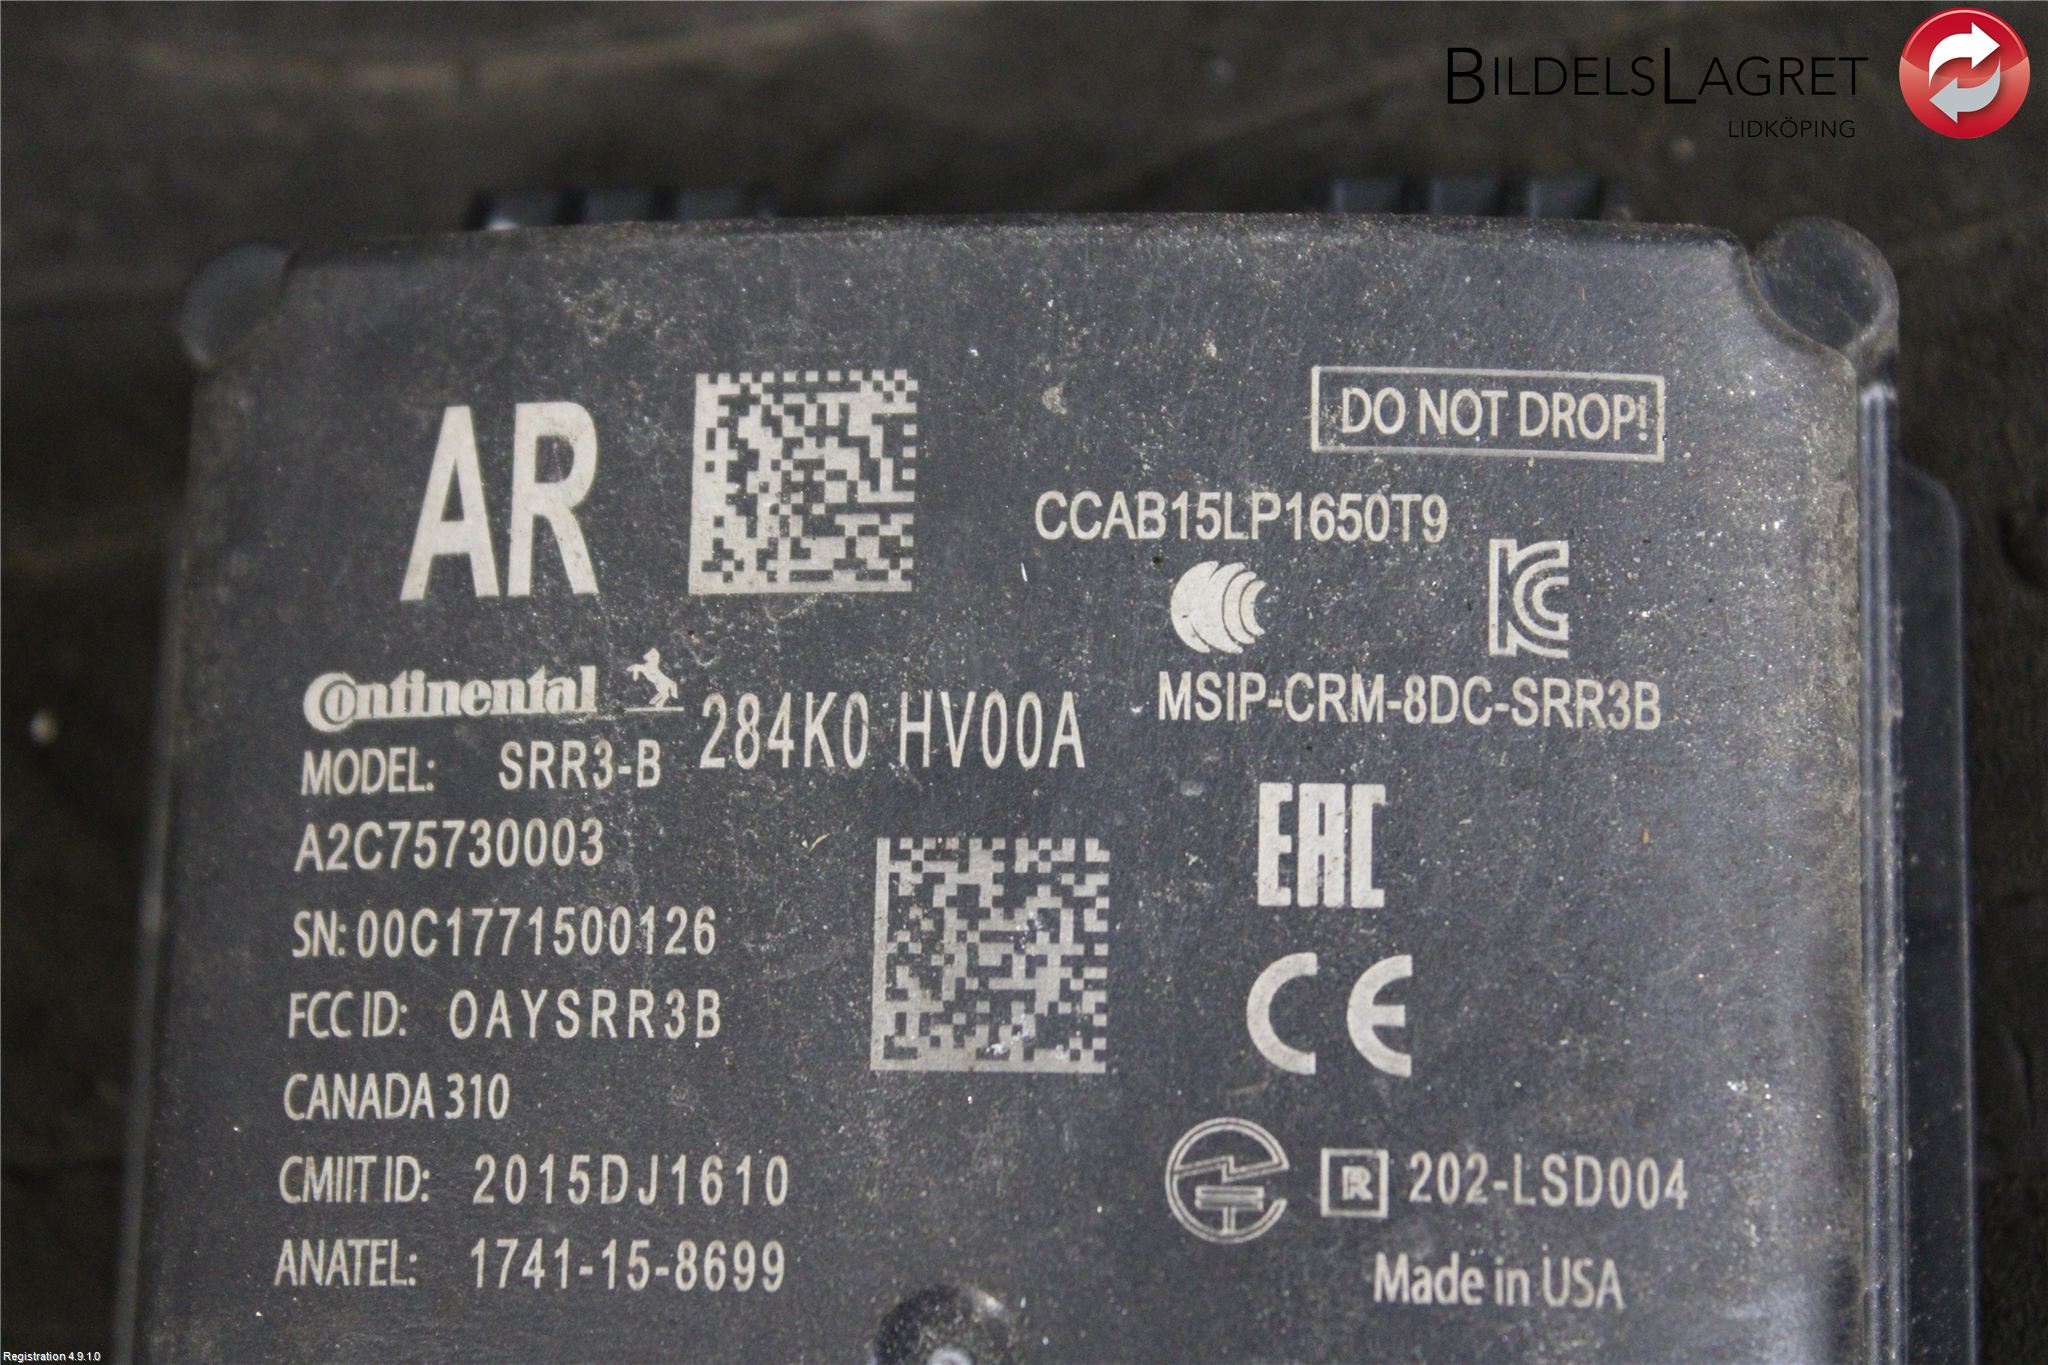 BILDELSLAGRET
LIDKÖPING
AR
DO NOT DROP!
CCAB15LP1650T9
Continental
284K0 HV00A
MSIP-CRM-8DC-SRR3B
MODEL: SRR3-B
A2C75730003
EAC
SN: 00C1771500126
CE
FCC ID: OAYSRR3B
CANADA 310
CMIIT ID: 2015DJ1610
R 202-LSD004
ANATEL: 1741-15-8699
Made in USA
Registration 4.9.1.0